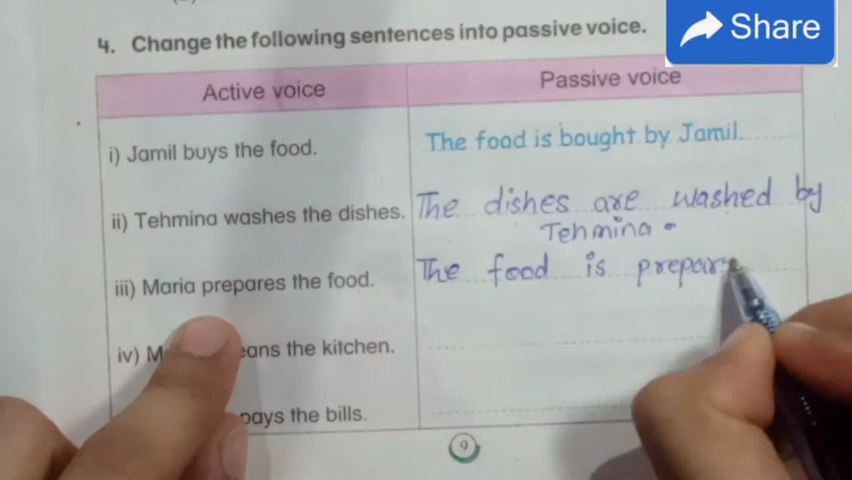 Share
4. Change the following sentences into passive voice.
Active voice Passive voice
i) Jamil buys the food. The food is bought by Jamil.
ii) Tehmina washes the dishes. The dishes are washed by
Tehmina.
iii) Maria prepares the food. The food is prepar
iv) the kitchen.
pays the bills.
9